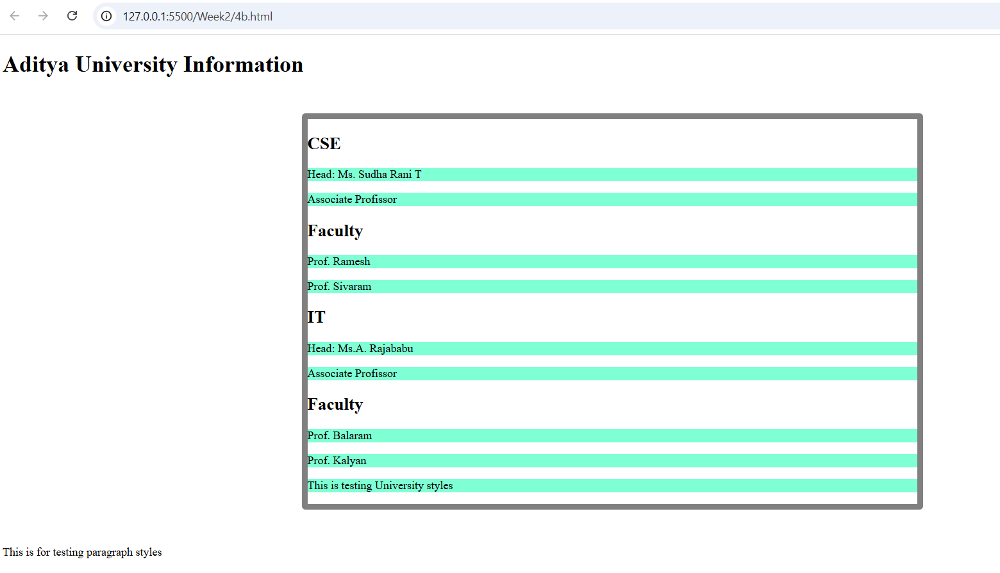 127.0.0.1:5500/Week2/4b.html
Aditya University Information
CSE
Head: Ms. Sudha Rani T
Associate Profissor
Faculty
Prof. Ramesh
Prof. Sivaram
IT
Head: Ms.A. Rajababu
Associate Profissor
Faculty
Prof. Balaram
Prof. Kalyan
This is testing University styles
This is for testing paragraph styles